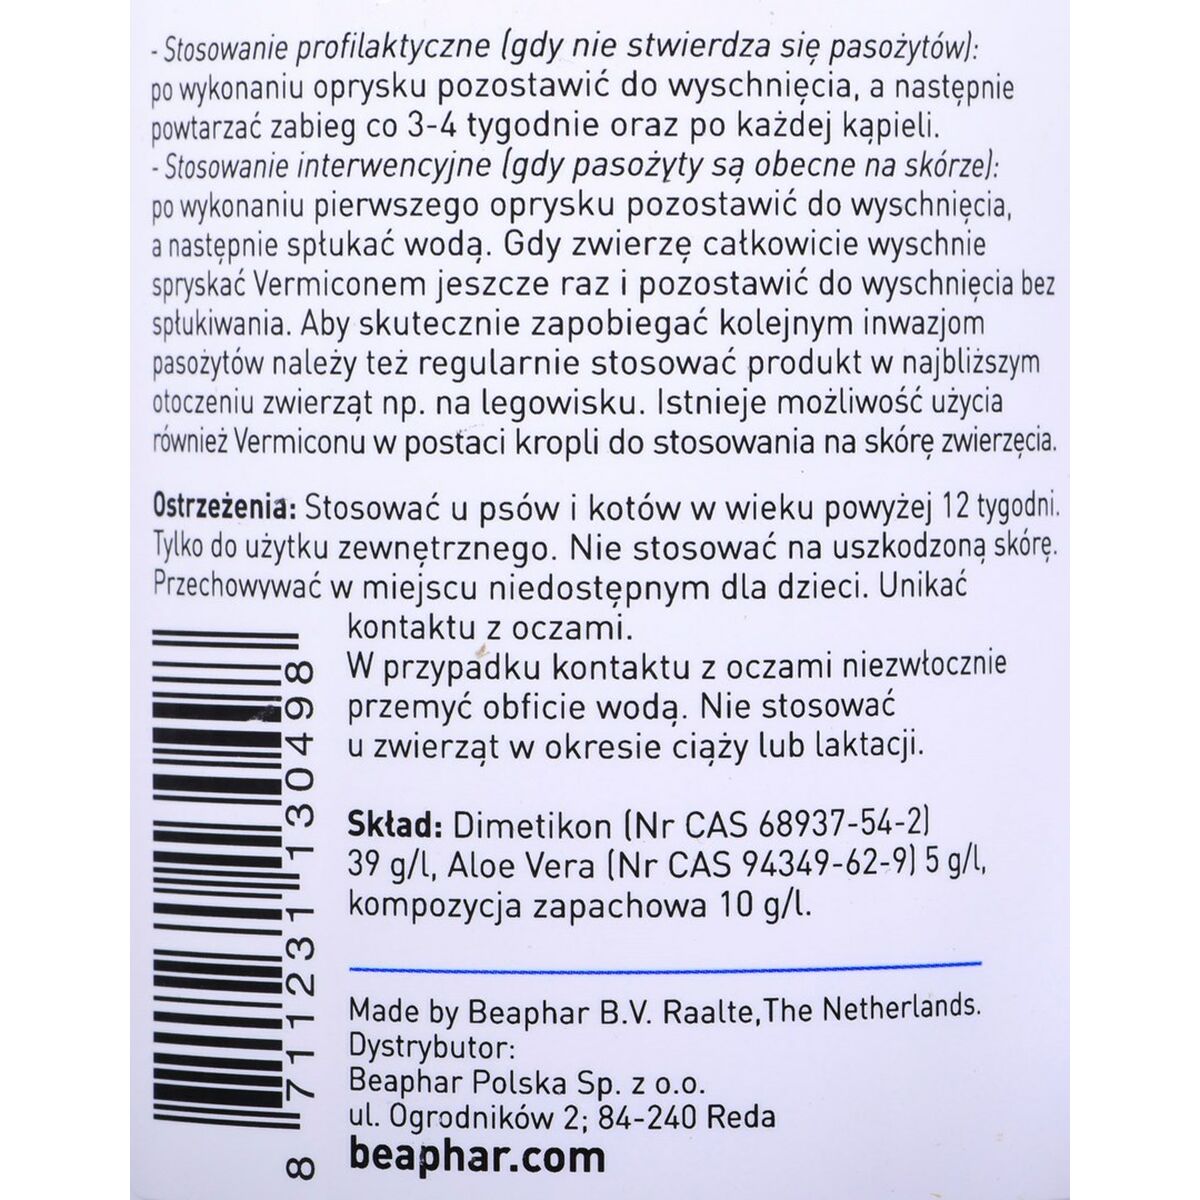 - Stosowanie profilaktyczne (gdy nie stwierdza się pasożytów):
po wykonaniu oprysku pozostawić do wyschnięcia, a następnie
powtarzać zabieg co 3-4 tygodnie oraz po każdej kąpieli.
- Stosowanie interwencyjne (gdy pasożyty są obecne na skórze):
po wykonaniu pierwszego oprysku pozostawić do wyschnięcia,
a następnie spłukać wodą. Gdy zwierzę całkowicie wyschnie
spryskać Vermiconem jeszcze raz i pozostawić do wyschnięcia bez
spłukiwania. Aby skutecznie zapobiegać kolejnym inwazjom
pasożytów należy też regularnie stosować produkt w najbliższym
otoczeniu zwierząt np. na legowisku. Istnieje możliwość użycia
również Vermiconu w postaci kropli do stosowania na skórę zwierzęcia.
Ostrzeżenia: Stosować u psów i kotów w wieku powyżej 12 tygodni.
Tylko do użytku zewnętrznego. Nie stosować na uszkodzoną skórę.
Przechowywać w miejscu niedostępnym dla dzieci. Unikać
kontaktu z oczami.
W przypadku kontaktu z oczami niezwłocznie
przemyć obficie wodą. Nie stosować
u zwierząt w okresie ciąży lub laktacji.
Skład: Dimetikon (Nr CAS 68937-54-2)
39 g/l, Aloe Vera (Nr CAS 94349-62-9) 5 g/l,
kompozycja zapachowa 10 g/l.
Made by Beaphar B.V. Raalte,The Netherlands.
Dystrybutor:
Beaphar Polska Sp. z o.o.
ul. Ogrodników 2; 84-240 Reda
beaphar.com
8 711231 130498